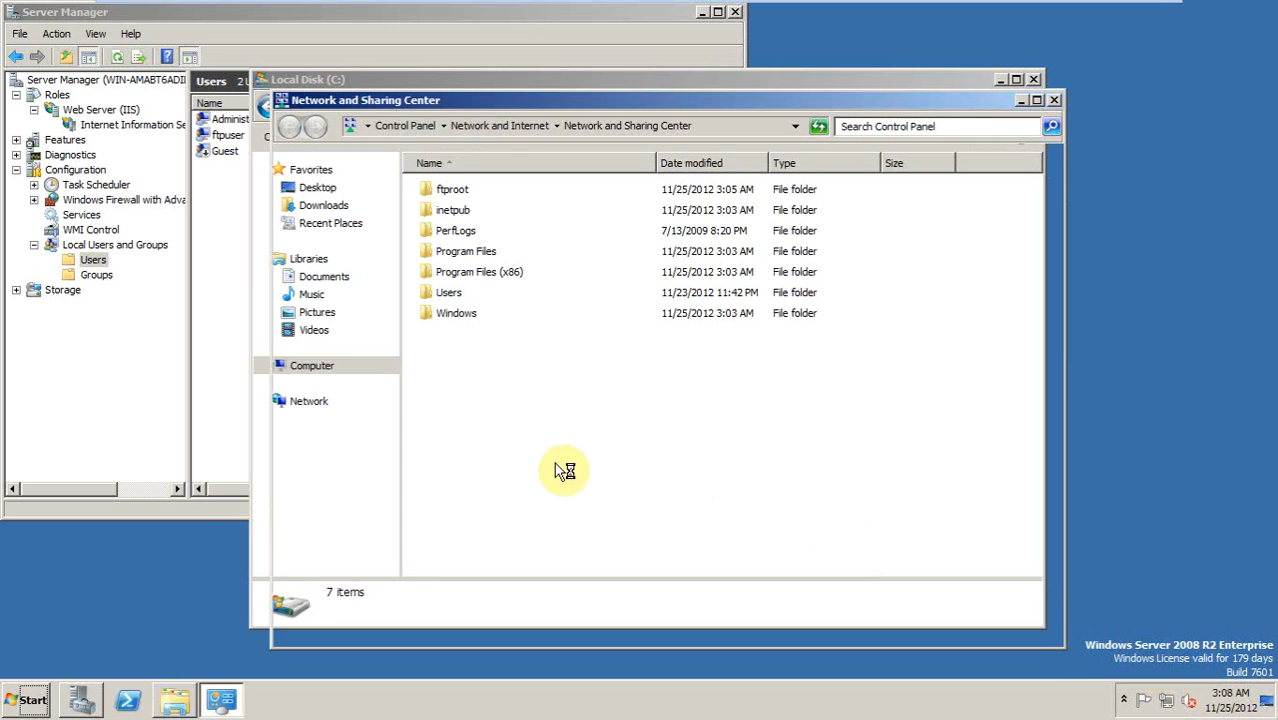 Server Manager
File Action View Help
Server Manager (WIN-AMABT6ADI
Roles
Web Server (IIS)
Internet Information Se
Features
Diagnostics
Configuration
Task Scheduler
Windows Firewall with Adva
Services
WMI Control
Local Users and Groups
Users
Groups
Storage
Users 2 U
Name
Administ
ftpuser
Guest
Local Disk (C:)
Network and Sharing Center
Control Panel Network and Internet Network and Sharing Center
Search Control Panel
Favorites
Desktop
Downloads
Recent Places
Libraries
Documents
Music
Pictures
Videos
Computer
Network
Name Date modified Type Size
ftproot 11/25/2012 3:05 AM File folder
inetpub 11/25/2012 3:03 AM File folder
PerfLogs 7/13/2009 8:20 PM File folder
Program Files 11/25/2012 3:03 AM File folder
Program Files (x86) 11/25/2012 3:03 AM File folder
Users 11/23/2012 11:42 PM File folder
Windows 11/25/2012 3:03 AM File folder
7 items
Windows Server 2008 R2 Enterprise
Windows License valid for 179 days
Build 7601
Start
3:08 AM
11/25/2012